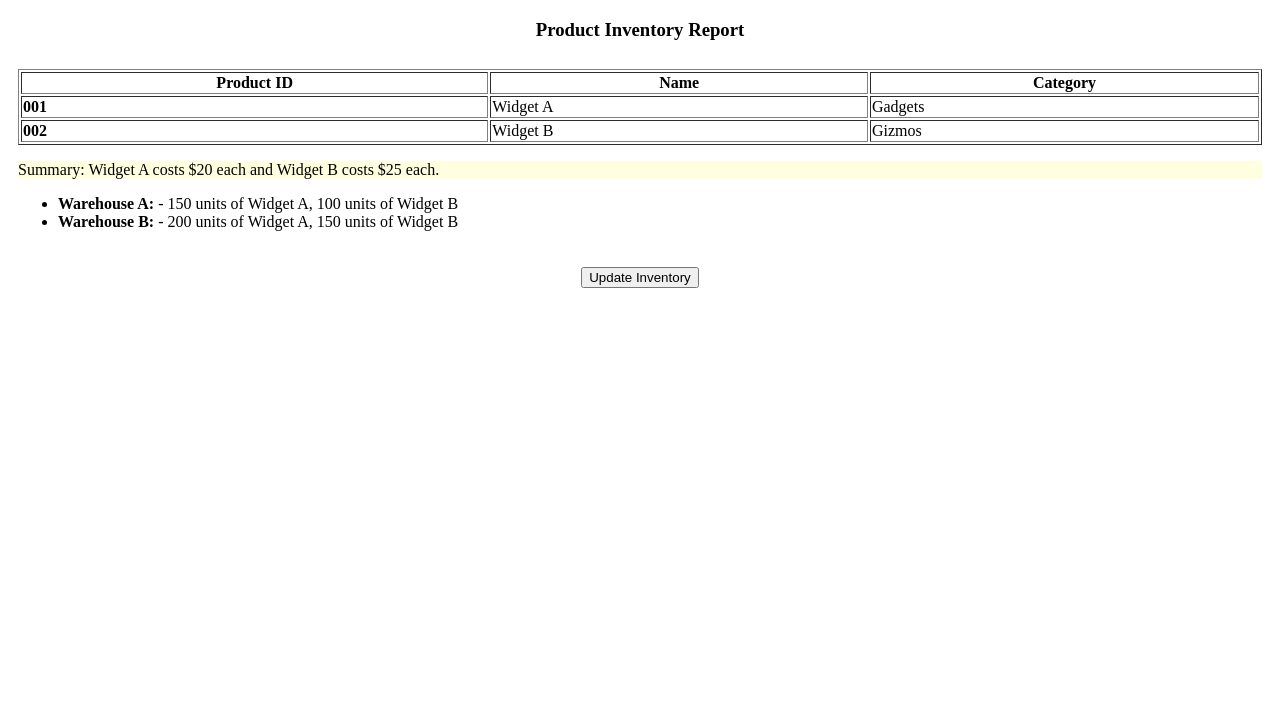 Product Inventory Report
Product ID Name Category
001 Widget A Gadgets
002 Widget B Gizmos
Summary: Widget A costs $20 each and Widget B costs $25 each.
Warehouse A: - 150 units of Widget A, 100 units of Widget B
Warehouse B: - 200 units of Widget A, 150 units of Widget B
Update Inventory